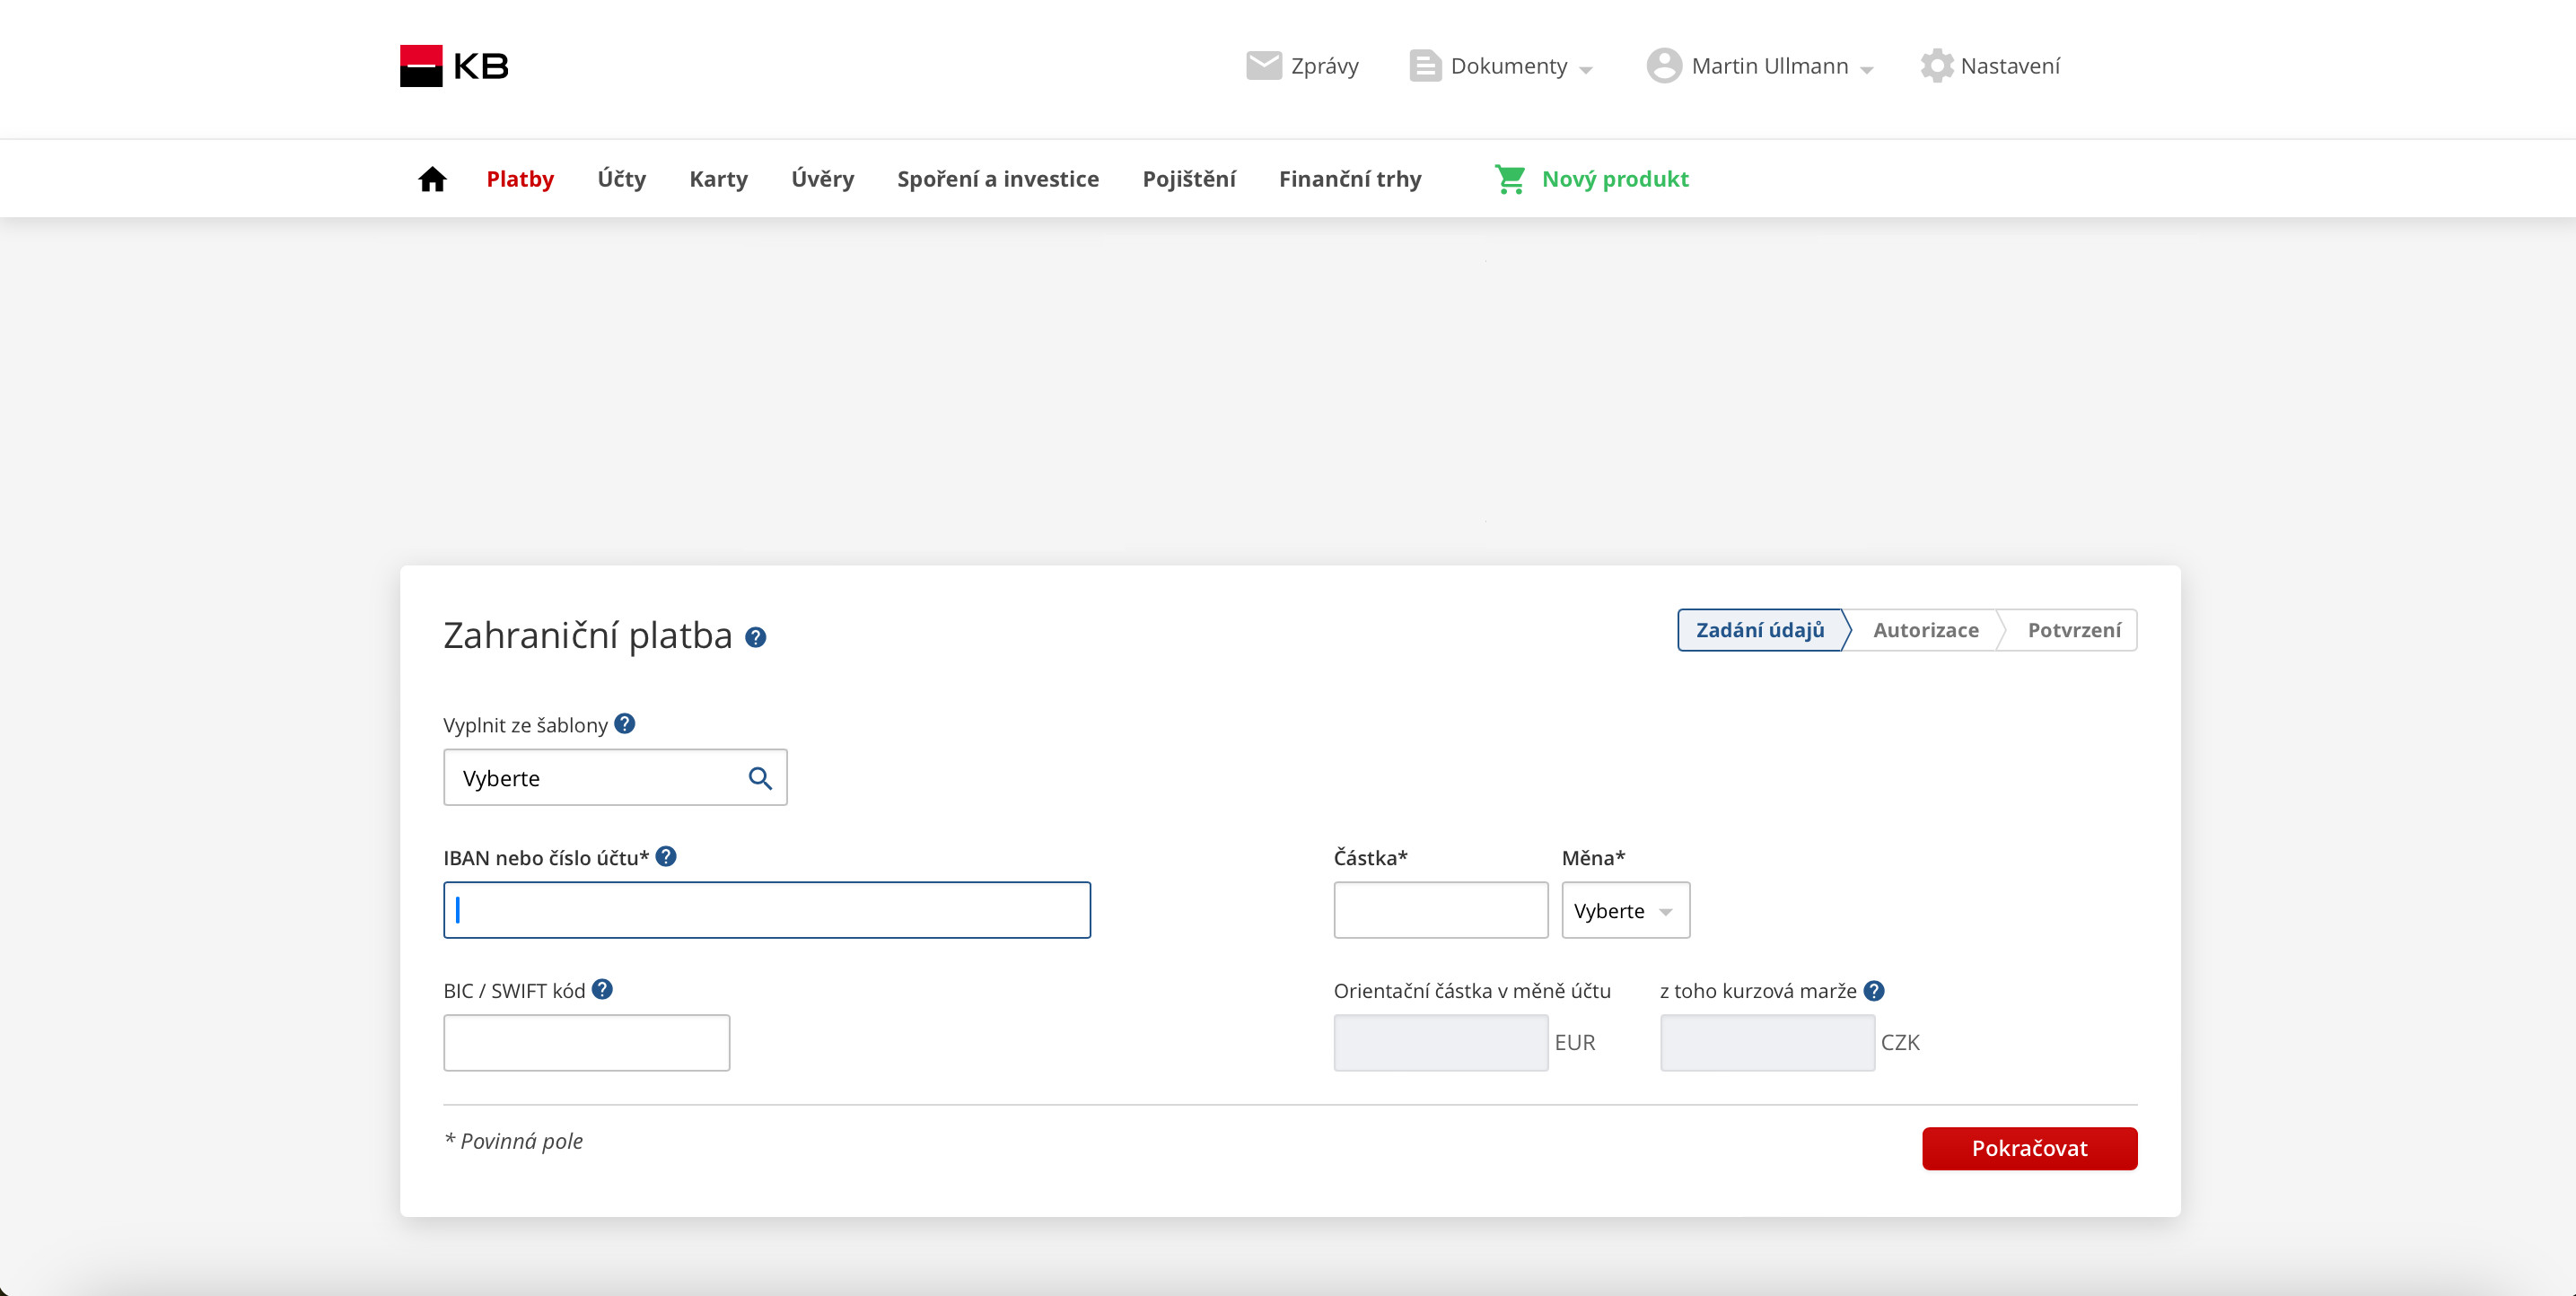 KB
Zprávy Dokumenty Martin Ullmann Nastavení
Platby Účty Karty Úvěry Spoření a investice Pojištění Finanční trhy Nový produkt
Zahraniční platba ?
Zadání údajů Autorizace Potvrzení
Vyplnit ze šablony ?
Vyberte
IBAN nebo číslo účtu* ? Částka* Měna*
Vyberte
BIC / SWIFT kód ? Orientační částka v měně účtu z toho kurzová marže ?
EUR CZK
* Povinná pole
Pokračovat